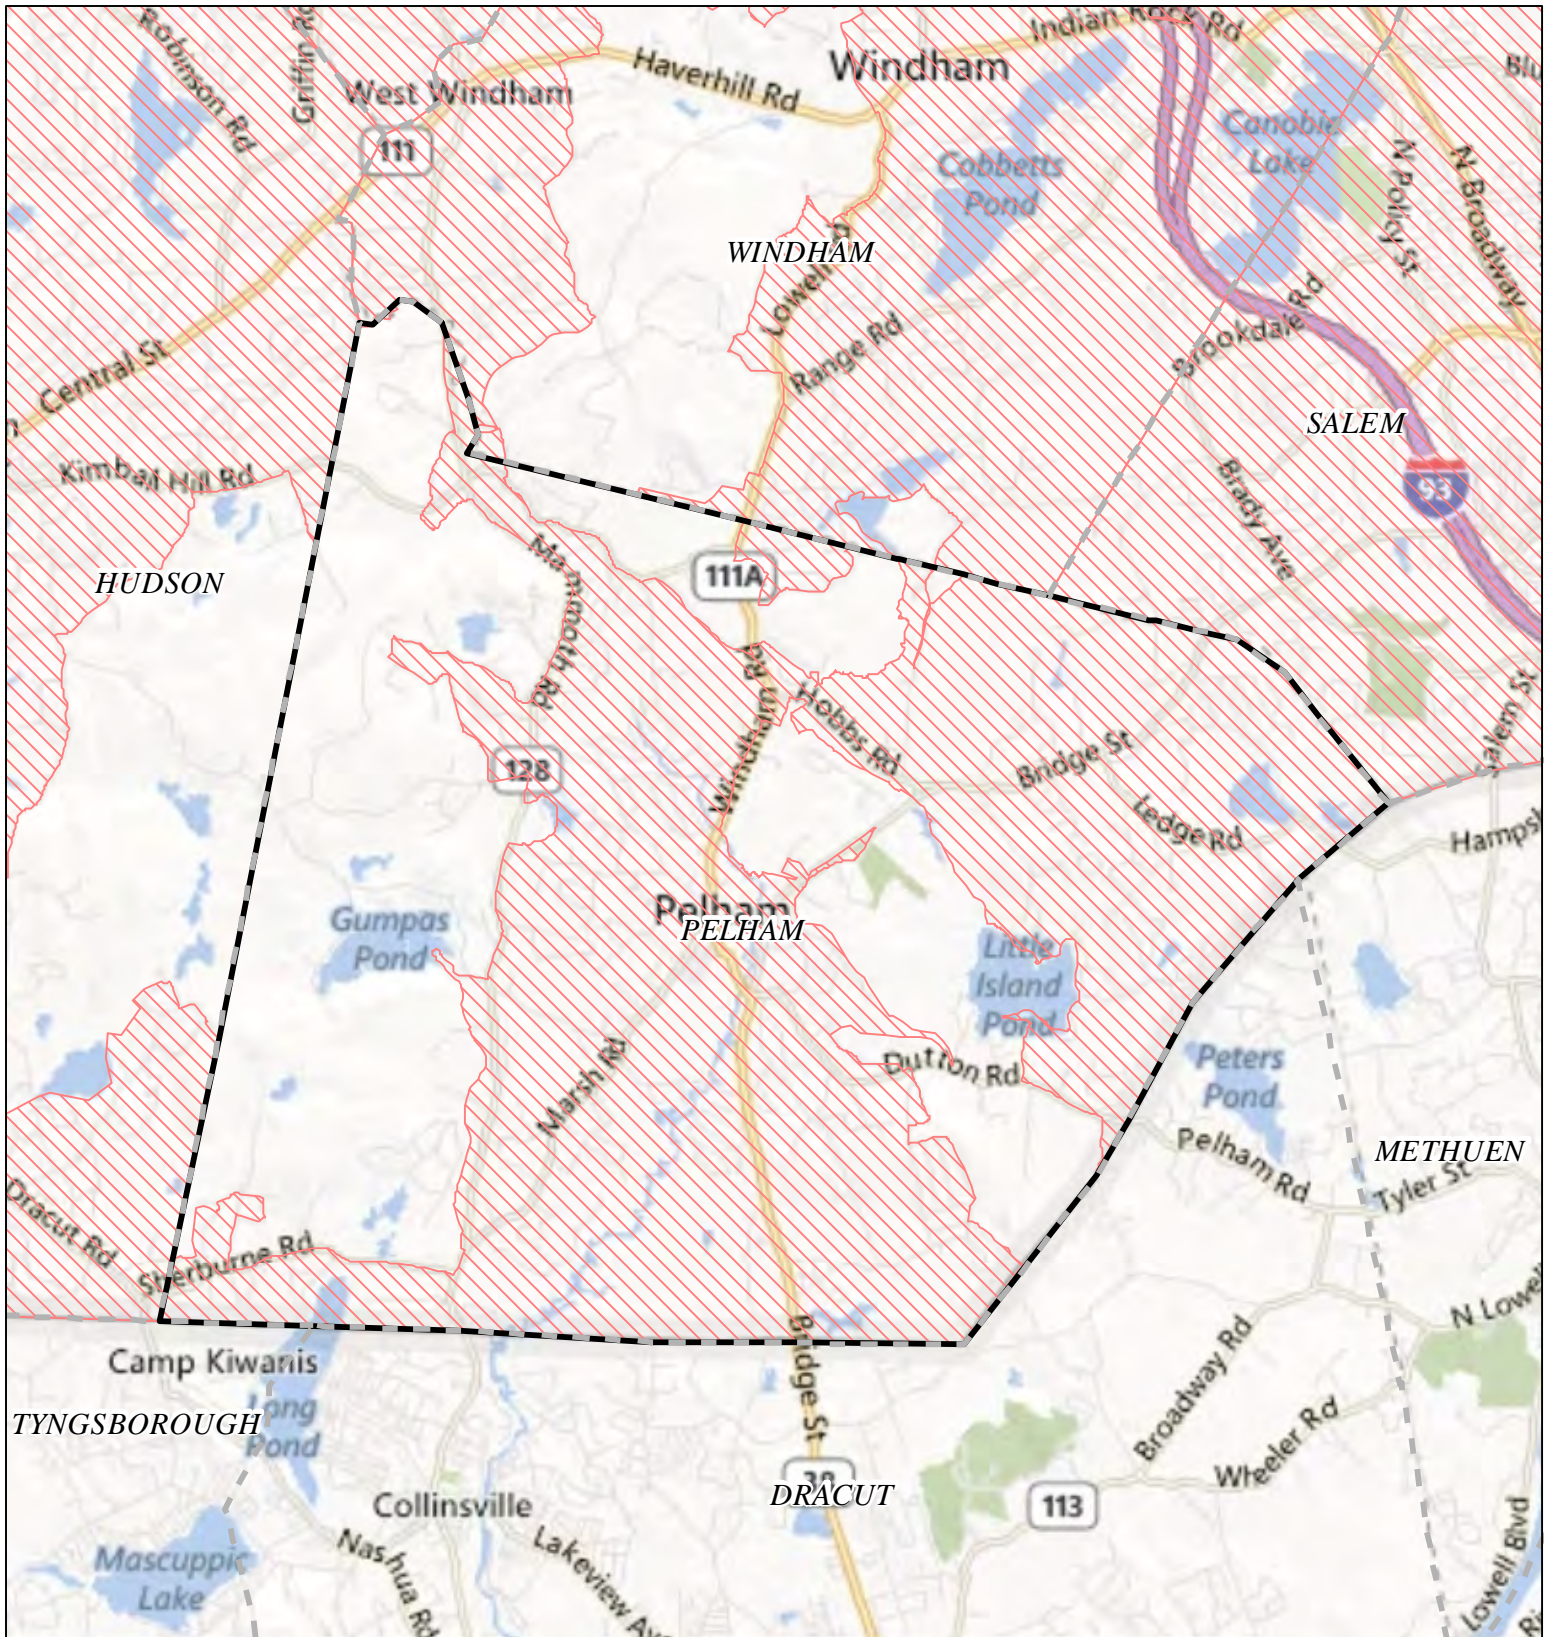 Robinson Rd
Griffin Rd
Indian Rock Rd
Windham
Haverhill Rd
West Windham
Blu
111
Canobie
Lake
Cobbetts
Pond
N Policy St
N Broadway
WINDHAM
Lowell Rd
Range Rd
Brookdale Rd
Central St
SALEM
Kimball Hill Rd
93
Brady Ave
HUDSON
Mammoth Rd
111A
Windham Rd
Hobbs Rd
Bridge St
Salem St
128
Ledge Rd
Hampsh
Pelham
PELHAM
Gumpas
Pond
Little
Island
Pond
Marsh Rd
Dutton Rd
Peters
Pond
Pelham Rd
METHUEN
Tyler St
Dracut Rd
Sherburne Rd
N Lowell
Camp Kiwanis
Bridge St
Broadway Rd
TYNGSBOROUGH
Long
Pond
Wheeler Rd
38
DRACUT
113
Collinsville
Nashua Rd
Lakeview Ave
Mascuppic
Lake
Lowell Blvd
Ri